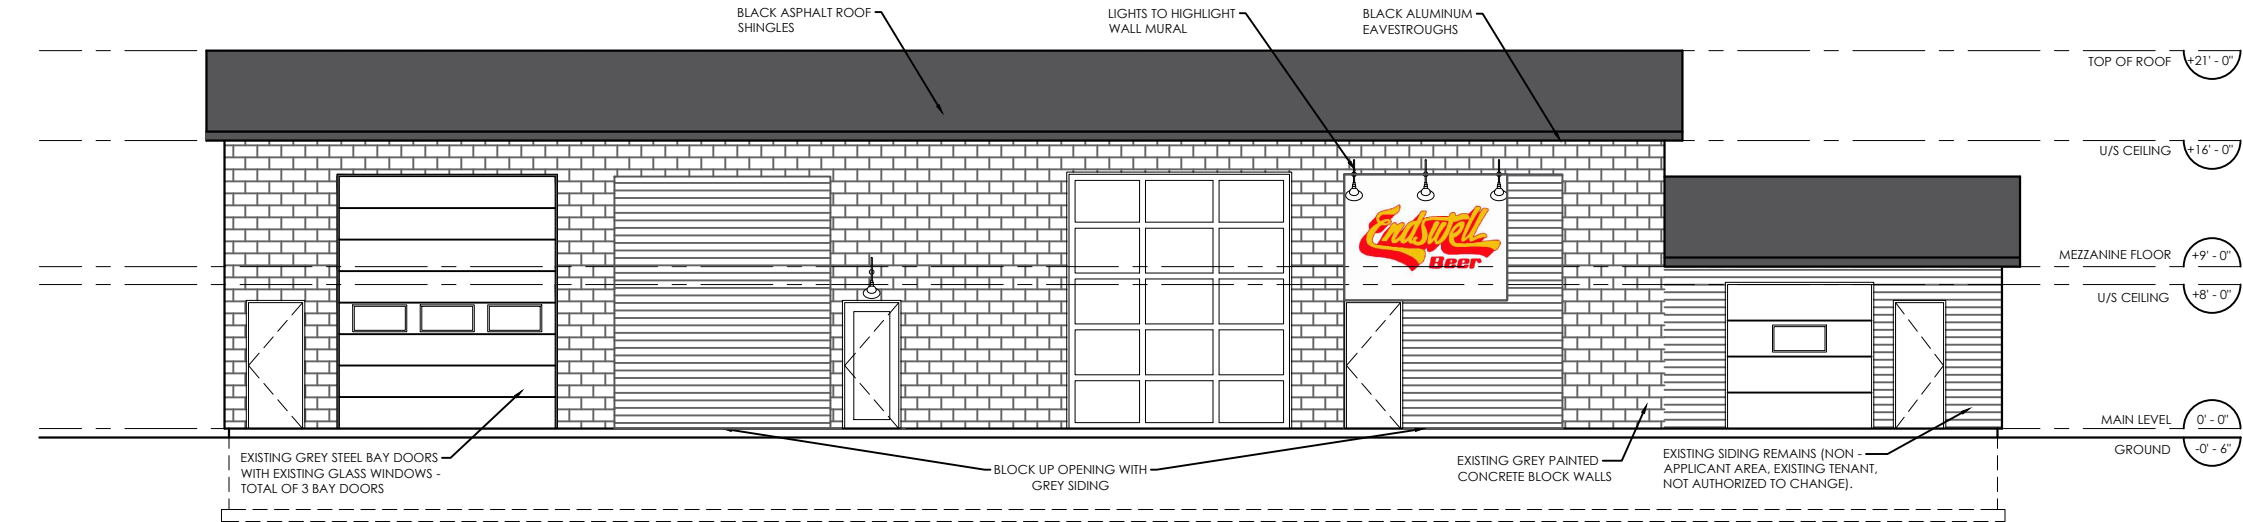 BLACK ASPHALT ROOF
SHINGLES
LIGHTS TO HIGHLIGHT
WALL MURAL
BLACK ALUMINUM
EAVESTROUGHS
TOP OF ROOF
+21' - 0"
U/S CEILING
+16' - 0"
Endswell
Beer
MEZZANINE FLOOR
+9' - 0"
U/S CEILING
+8' - 0"
MAIN LEVEL
0' - 0"
GROUND
-0' - 6"
EXISTING GREY STEEL BAY DOORS
WITH EXISTING GLASS WINDOWS -
TOTAL OF 3 BAY DOORS
BLOCK UP OPENING WITH
GREY SIDING
EXISTING GREY PAINTED
CONCRETE BLOCK WALLS
EXISTING SIDING REMAINS (NON -
APPLICANT AREA, EXISTING TENANT,
NOT AUTHORIZED TO CHANGE).